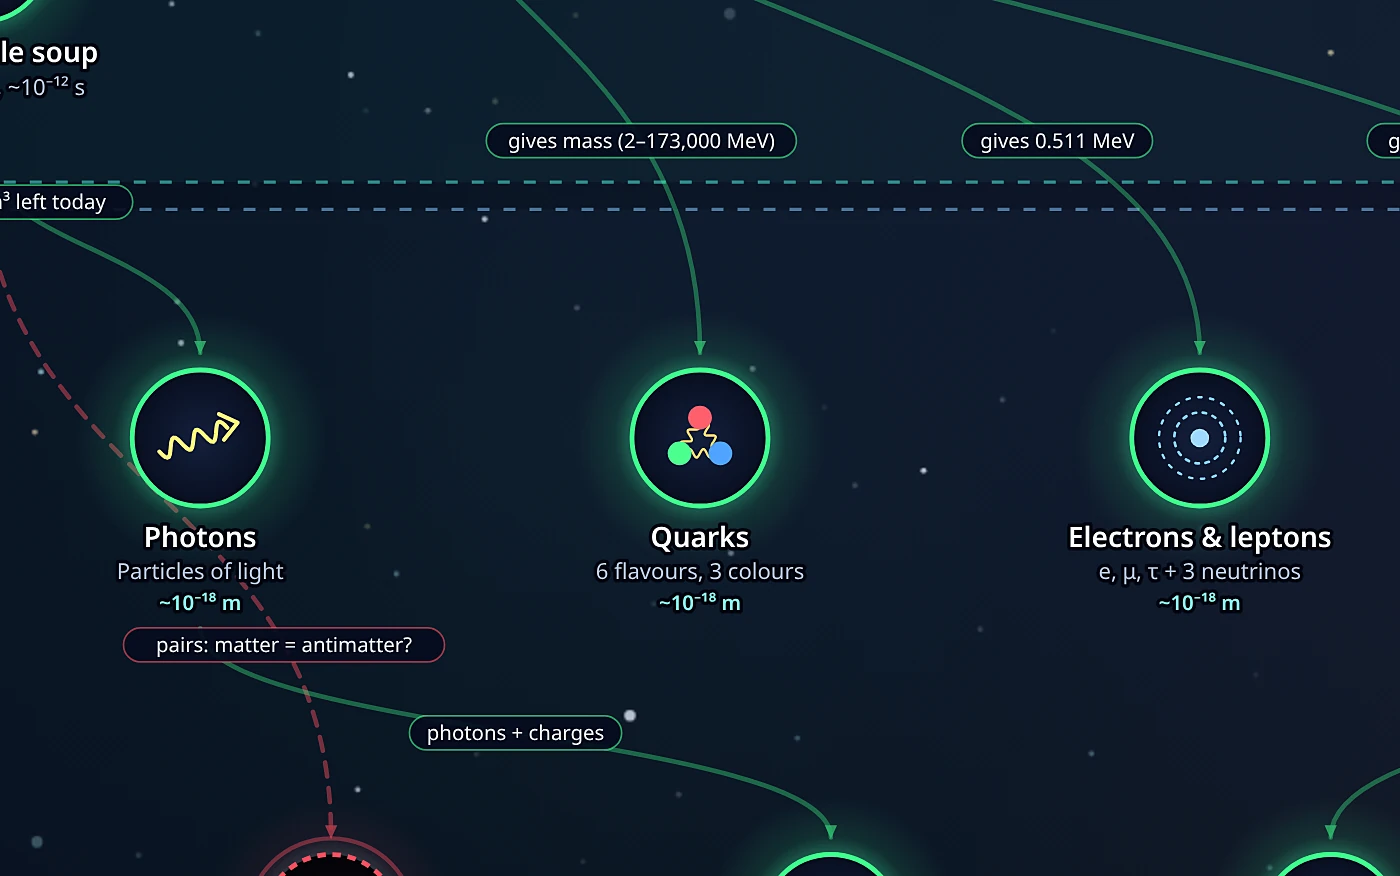 le soup
~10⁻¹² s
gives mass (2–173,000 MeV)
gives 0.511 MeV
³ left today
Photons
Particles of light
~10⁻¹⁸ m
Quarks
6 flavours, 3 colours
~10⁻¹⁸ m
Electrons & leptons
e, μ, τ + 3 neutrinos
~10⁻¹⁸ m
pairs: matter = antimatter?
photons + charges